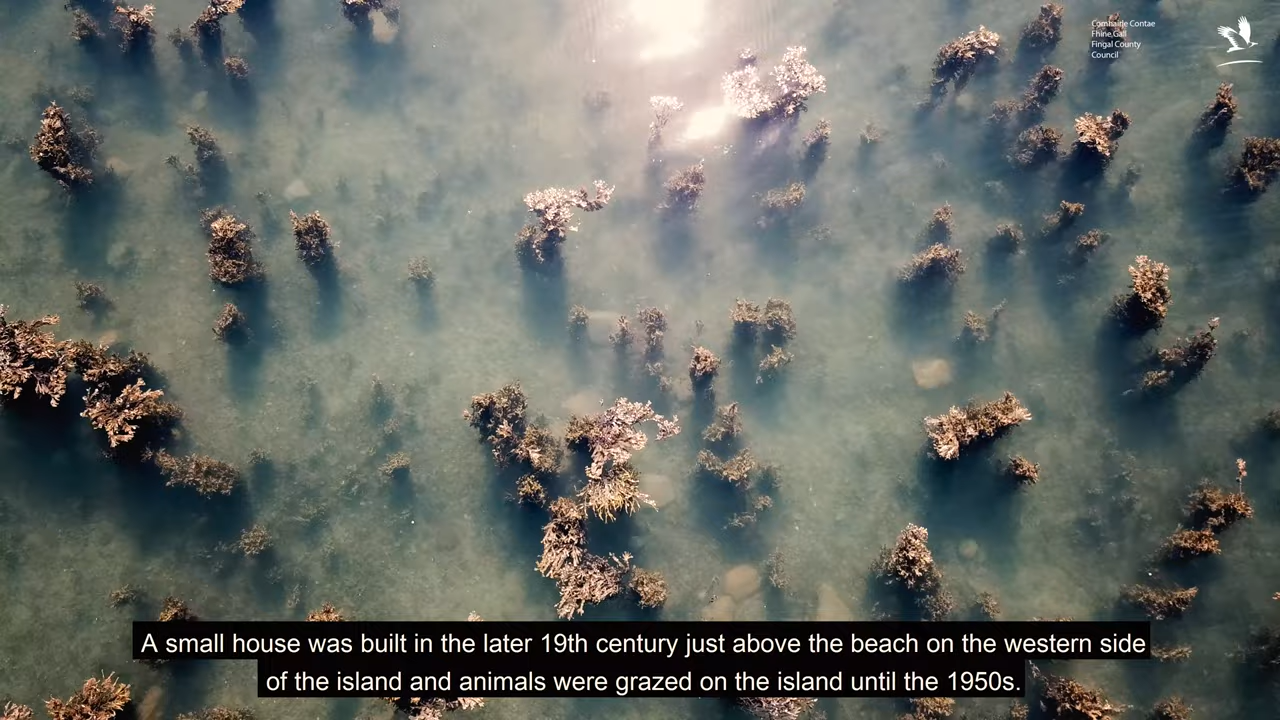 Comhairle Contae
Fhine Gall
Fingal County
Council
A small house was built in the later 19th century just above the beach on the western side
of the island and animals were grazed on the island until the 1950s.